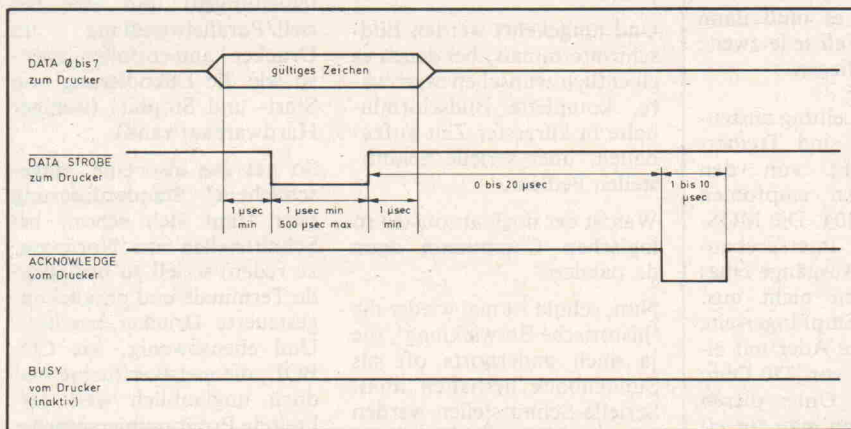 DATA Ø bis 7
zum Drucker
gültiges Zeichen
DATA STROBE
zum Drucker
1 µsec
min
1 µsec min
500 µsec max
1 µsec
min
0 bis 20 µsec
1 bis 10
µsec
ACKNOWLEDGE
vom Drucker
BUSY
vom Drucker
(inaktiv)